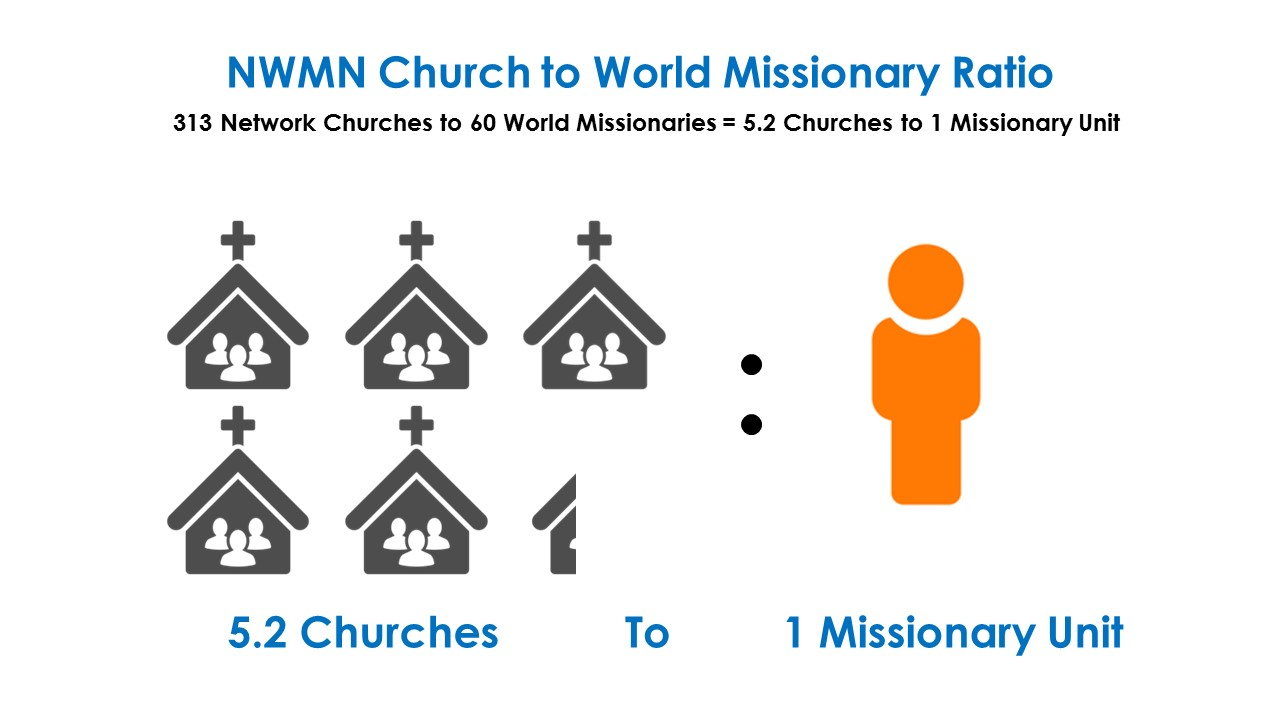 NWMN Church to World Missionary Ratio
313 Network Churches to 60 World Missionaries = 5.2 Churches to 1 Missionary Unit
:
5.2 Churches To 1 Missionary Unit